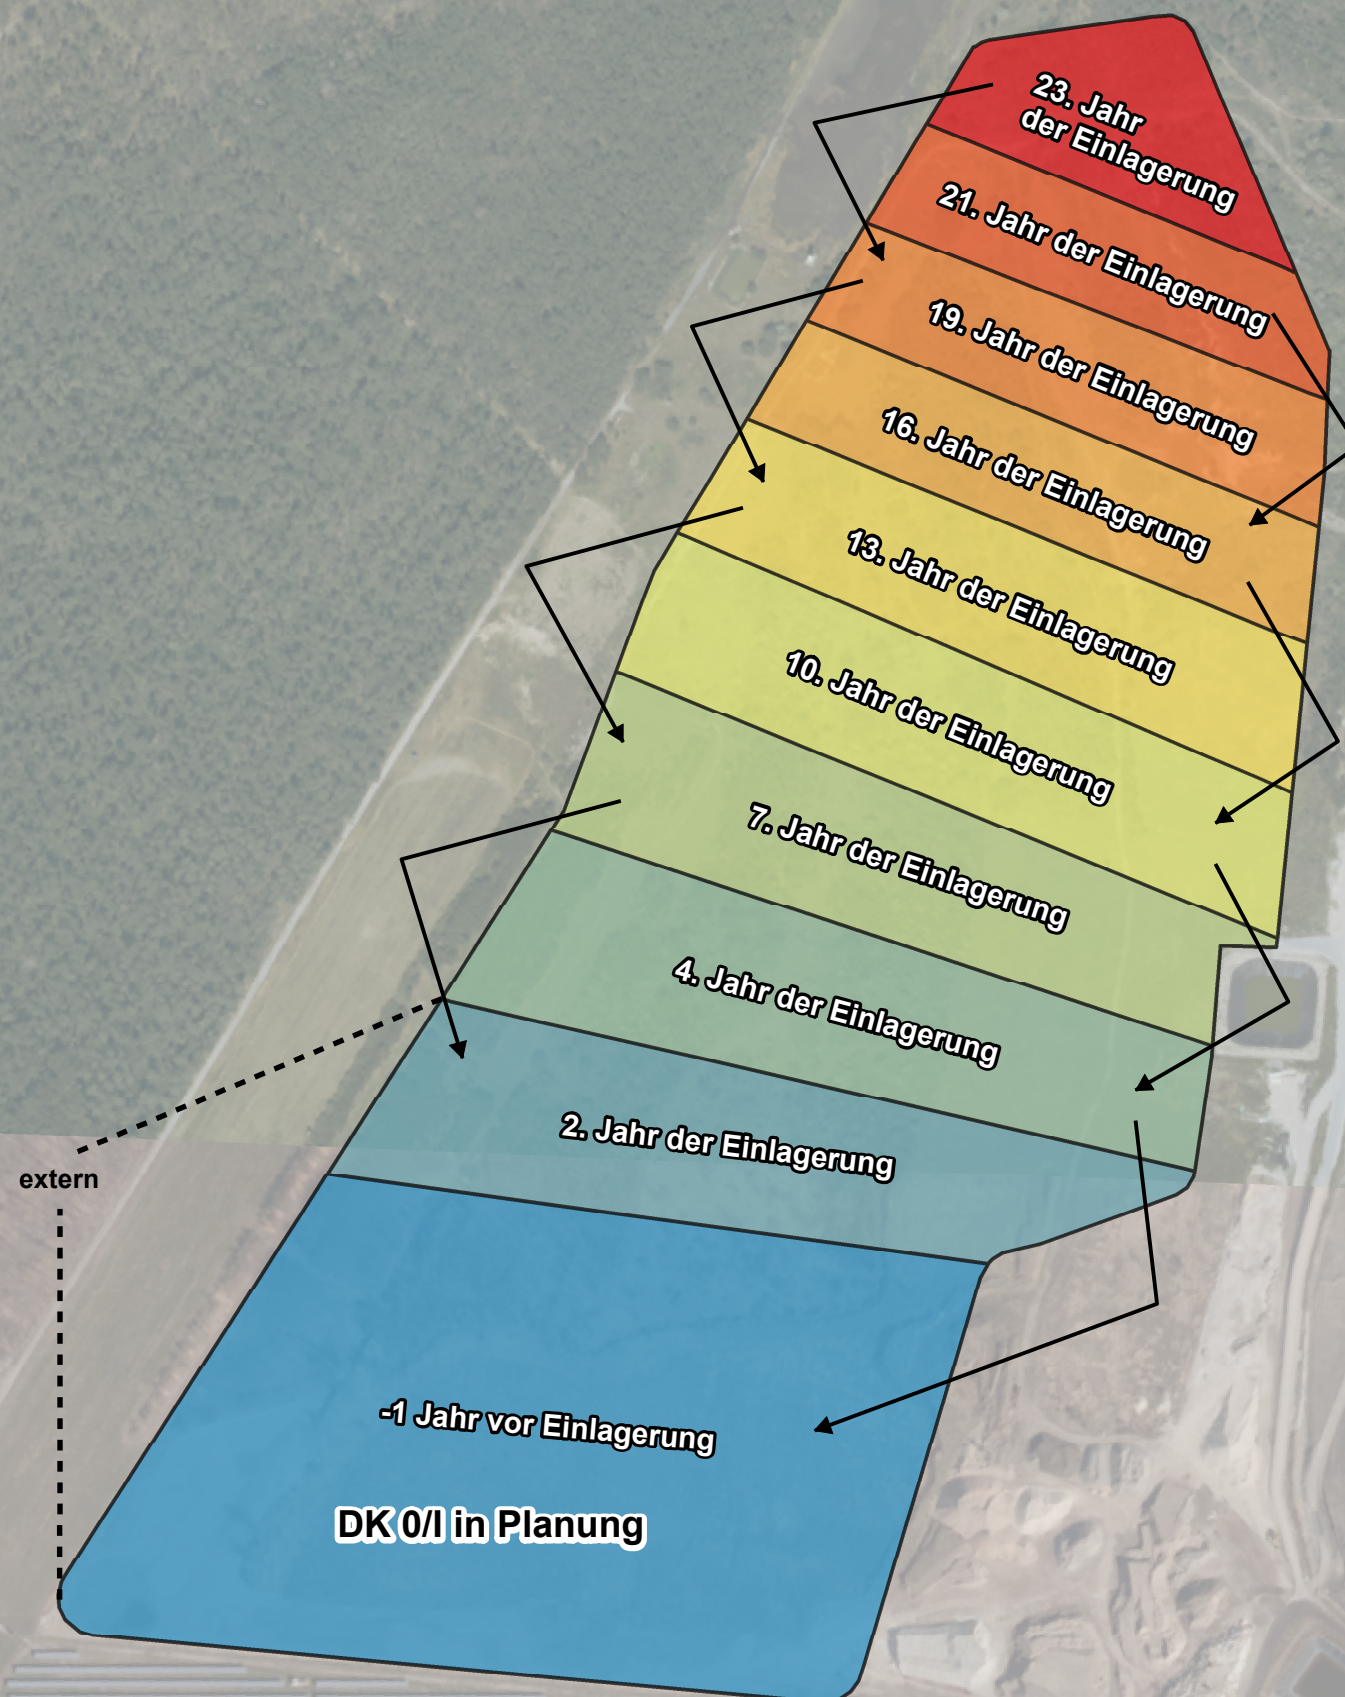 23. Jahr
der Einlagerung
21. Jahr der Einlagerung
19. Jahr der Einlagerung
16. Jahr der Einlagerung
13. Jahr der Einlagerung
10. Jahr der Einlagerung
7. Jahr der Einlagerung
4. Jahr der Einlagerung
2. Jahr der Einlagerung
extern
-1 Jahr vor Einlagerung
DK 0/I in Planung